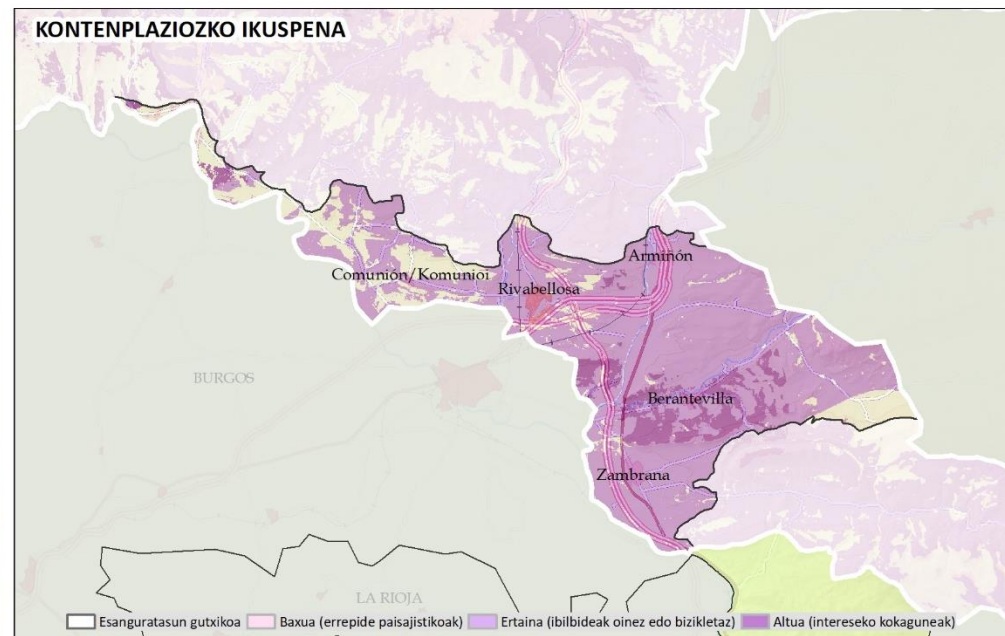 KONTENPLAZIOZKO IKUSPENA
Armiñón
Comunión/Komunioi
Rivabellosa
BURGOS
Berantevilla
Zambrana
LA RIOJA
Esanguratasun gutxikoa
Baxua (errepide paisajistikoak)
Ertaina (ibilbideak oinez edo bizikletaz)
Altua (intereseko kokaguneak)